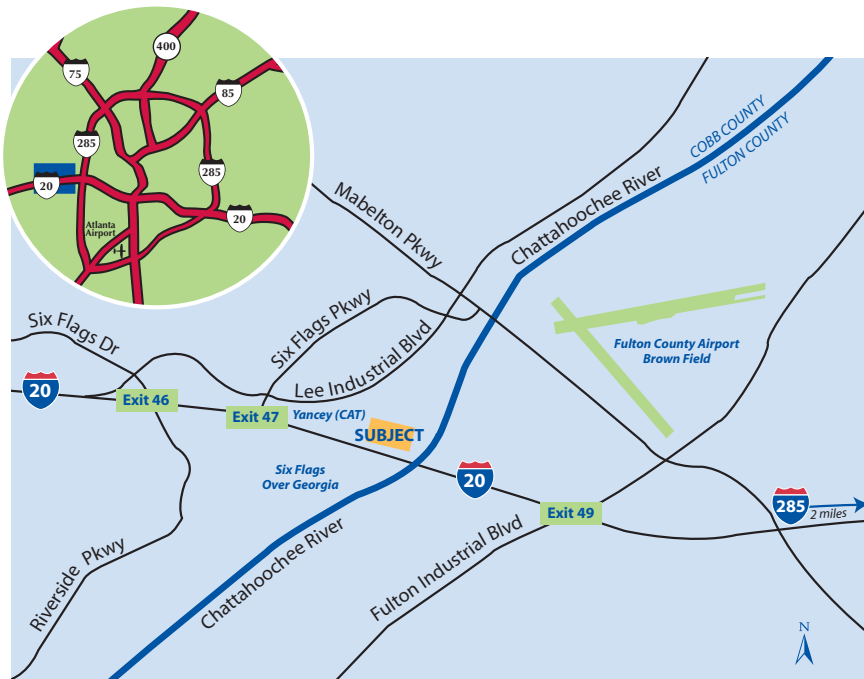 400
75
85
285
285
20
20
Atlanta
Airport
COBB COUNTY
FULTON COUNTY
Chattahoochee River
Mabelton Pkwy
Six Flags Pkwy
Six Flags Dr
Lee Industrial Blvd
Fulton County Airport
Brown Field
20
Exit 46
Exit 47
Yancey (CAT)
SUBJECT
Six Flags
Over Georgia
20
Exit 49
285
2 miles
Riverside Pkwy
Chattahoochee River
Fulton Industrial Blvd
N